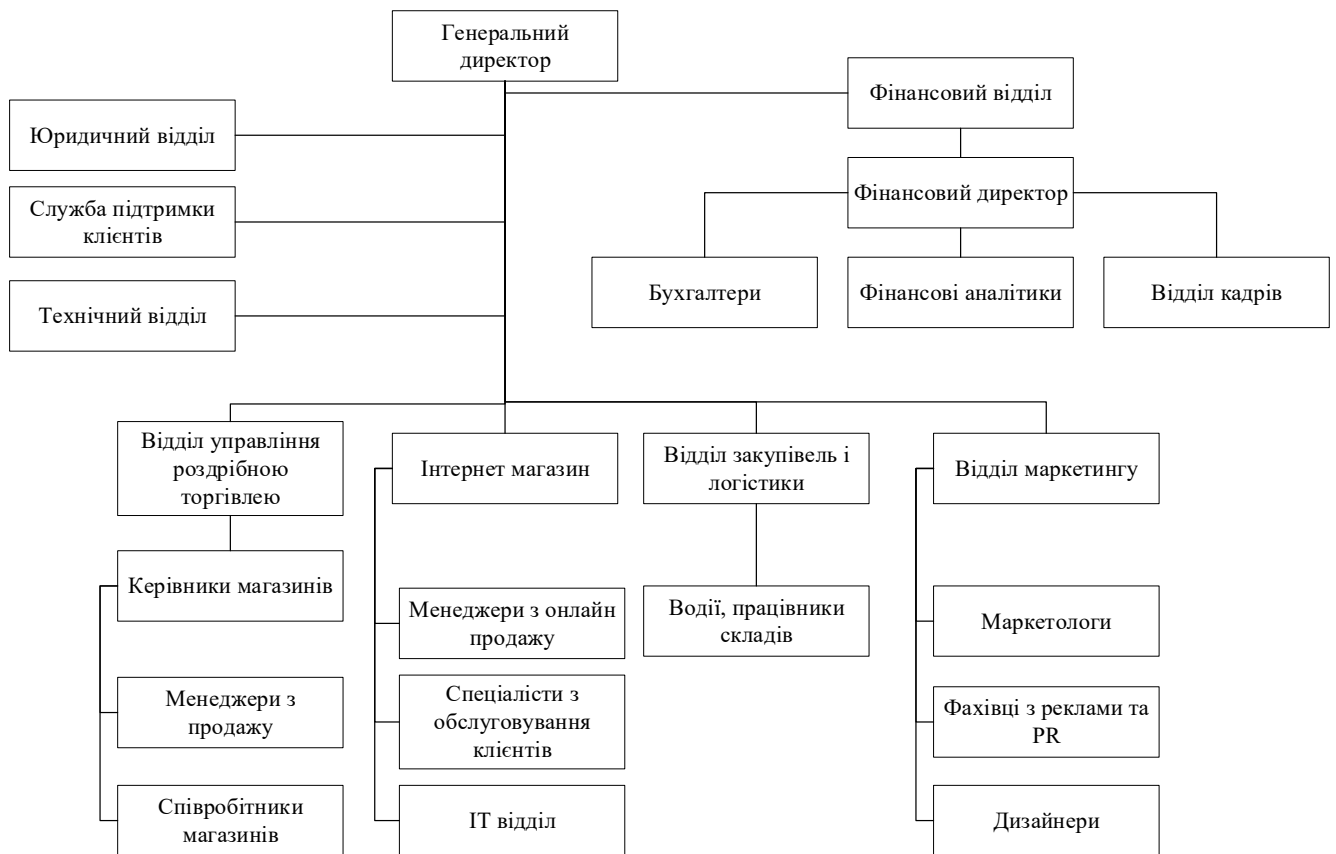 Генеральний
директор
Фінансовий відділ
Юридичний відділ
Фінансовий директор
Служба підтримки
клієнтів
Бухгалтери
Фінансові аналітики
Відділ кадрів
Технічний відділ
Відділ управління
роздрібною
торгівлею
Інтернет магазин
Відділ закупівель і
логістики
Відділ маркетингу
Керівники магазинів
Менеджери з онлайн
продажу
Водії, працівники
складів
Маркетологи
Менеджери з
продажу
Спеціалісти з
обслуговування
клієнтів
Фахівці з реклами та
PR
Співробітники
магазинів
ІТ відділ
Дизайнери